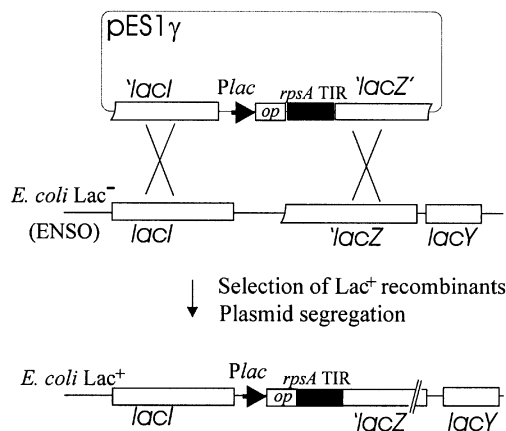 pES1γ
'lacI Plac op rpsA TIR 'lacZ'
E. coli Lac⁻
(ENSO)
lacI 'lacZ lacY
Selection of Lac⁺ recombinants
Plasmid segregation
E. coli Lac⁺ Plac rpsA TIR
op
lacI 'lacZ lacY